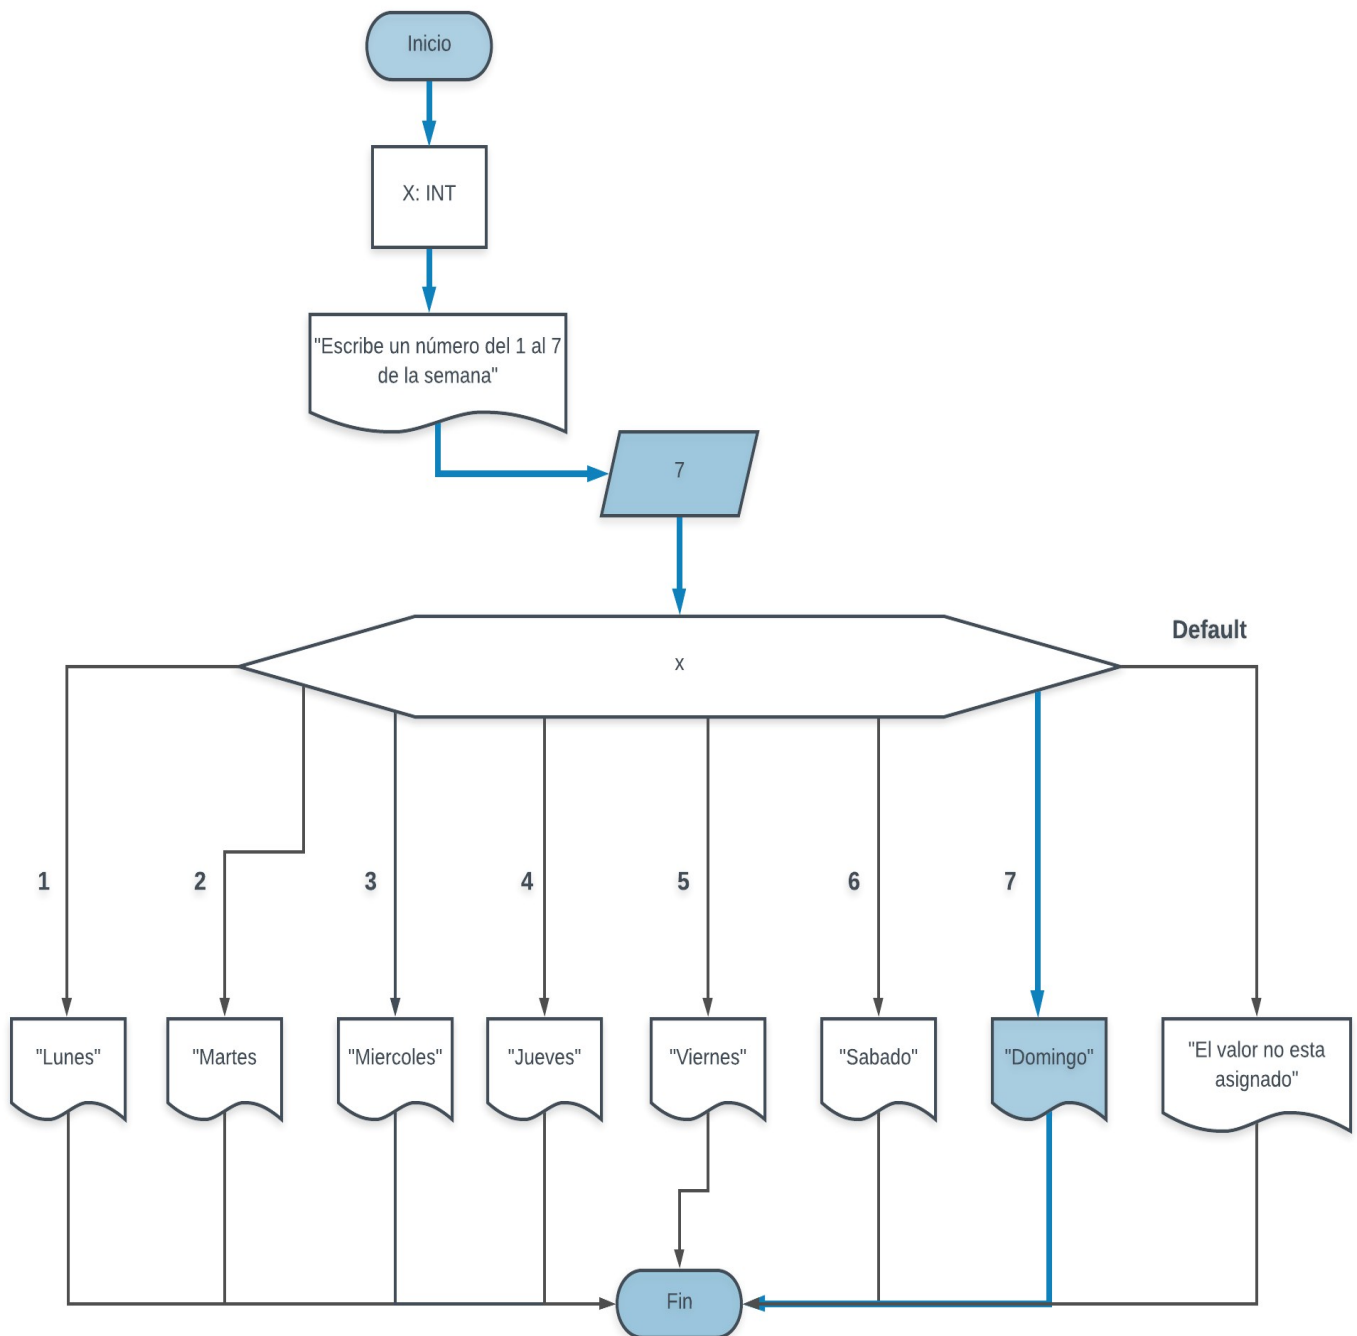 Inicio
X: INT
"Escribe un número del 1 al 7
de la semana"
7
x
Default
1
2
3
4
5
6
7
"Lunes"
"Martes
"Miercoles"
"Jueves"
"Viernes"
"Sabado"
"Domingo"
"El valor no esta
asignado"
Fin